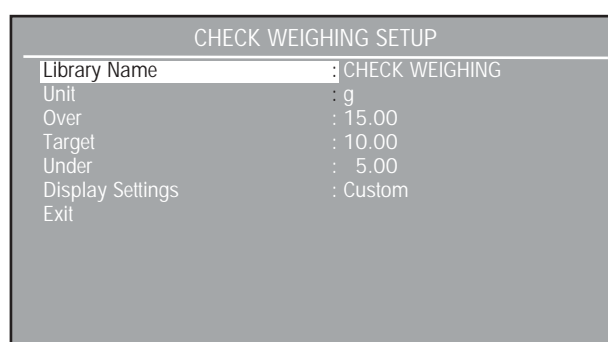 CHECK WEIGHING SETUP
Library Name : CHECK WEIGHING
Unit : g
Over : 15.00
Target : 10.00
Under : 5.00
Display Settings : Custom
Exit